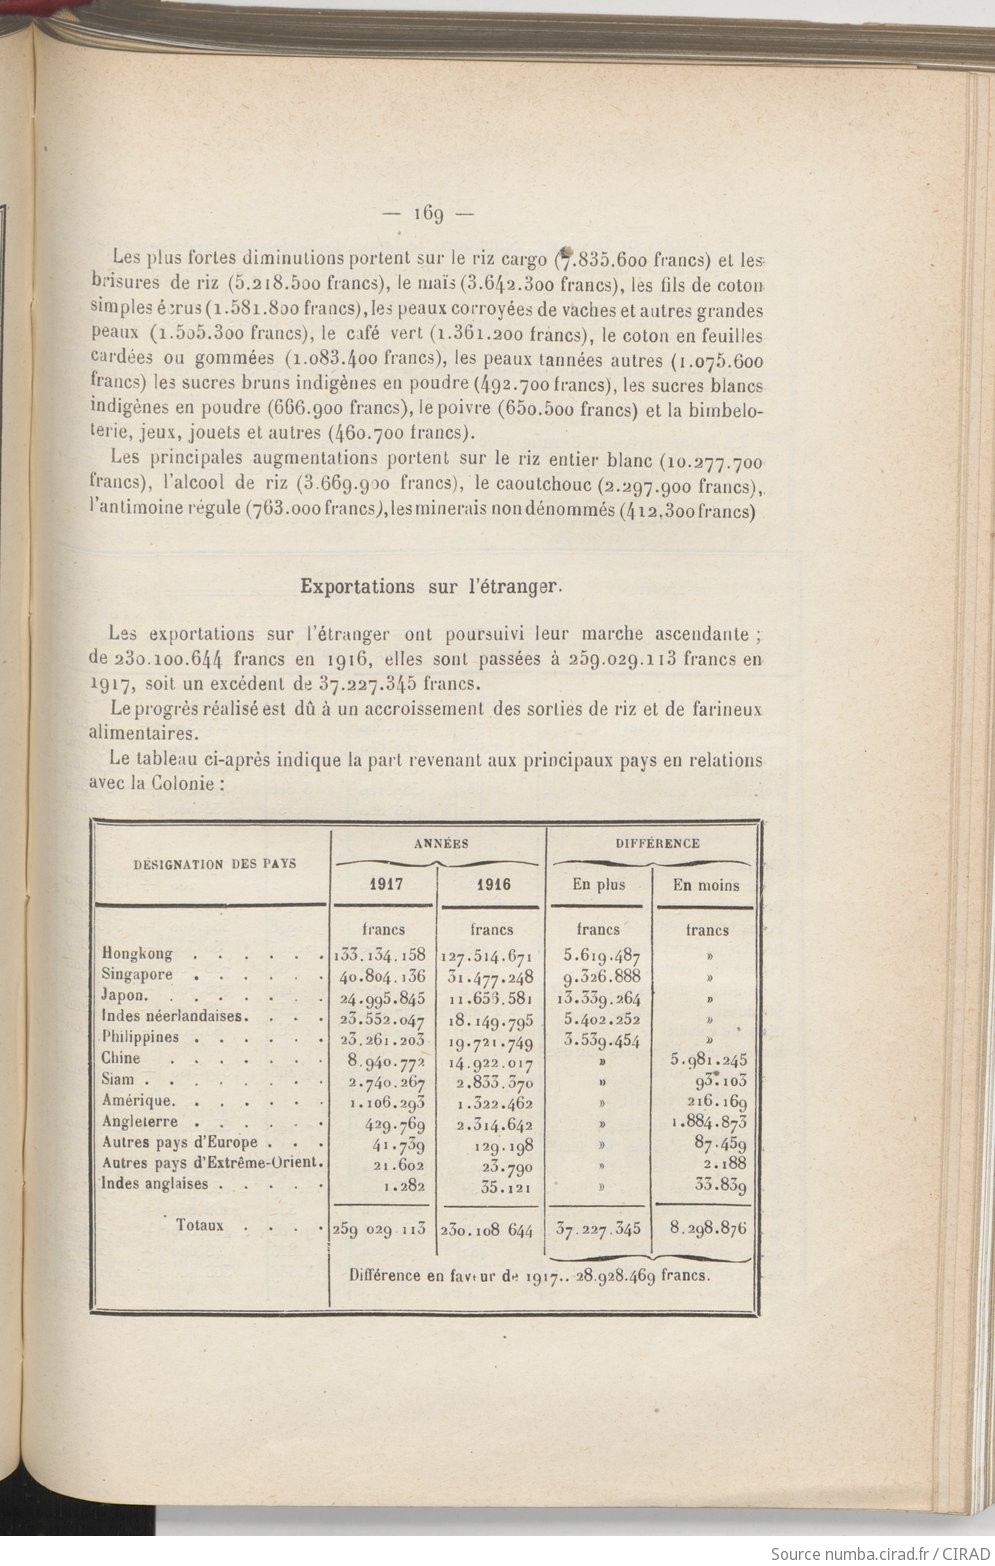 — 169 —
Les plus fortes diminutions portent sur le riz cargo (7.835.600 francs) et les
brisures de riz (5.218.500 francs), le maïs (3.642.300 francs), les fils de coton
simples écrus (1.581.800 francs), les peaux corroyées de vaches et autres grandes
peaux (1.505.300 francs), le café vert (1.361.200 francs), le coton en feuilles
cardées ou gommées (1.083.400 francs), les peaux tannées autres (1.075.600
francs) les sucres bruns indigènes en poudre (492.700 francs), les sucres blancs
indigènes en poudre (666.900 francs), le poivre (650.500 francs) et la bimbelo-
terie, jeux, jouets et autres (460.700 francs).
Les principales augmentations portent sur le riz entier blanc (10.277.700
francs), l'alcool de riz (3.669.900 francs), le caoutchouc (2.297.900 francs),
l'antimoine régule (763.000 francs), les minerais non dénommés (412.300 francs)
Exportations sur l'étranger.
Les exportations sur l'étranger ont poursuivi leur marche ascendante ;
de 230.100.644 francs en 1916, elles sont passées à 259.029.113 francs en
1917, soit un excédent de 37.227.345 francs.
Le progrès réalisé est dû à un accroissement des sorties de riz et de farineux
alimentaires.
Le tableau ci-après indique la part revenant aux principaux pays en relations
avec la Colonie :
DÉSIGNATION DES PAYS ANNÉES DIFFÉRENCE
1917 1916 En plus En moins
francs francs francs francs
Hongkong . . . . . . 133.134.158 127.514.671 5.619.487 »
Singapore . . . . . . 40.804.136 31.477.248 9.326.888 »
Japon. . . . . . . . 24.995.845 11.656.581 13.339.264 »
Indes néerlandaises. . . . 23.552.047 18.149.795 5.402.252 »
Philippines . . . . . . 23.261.203 19.721.749 3.539.454 »
Chine . . . . . . . 8.940.772 14.922.017 » 5.981.245
Siam . . . . . . . . 2.740.267 2.833.370 » 93.103
Amérique. . . . . . . 1.106.293 1.322.462 » 216.169
Angleterre . . . . . . 429.769 2.314.642 » 1.884.873
Autres pays d'Europe . . . 41.739 129.198 » 87.459
Autres pays d'Extrême-Orient. 21.602 23.790 » 2.188
Indes anglaises . . . . . 1.282 35.121 » 33.839
Totaux . . . . 259 029 113 230.108 644 37.227.345 8.298.876
Différence en faveur de 1917.. 28.928.469 francs.
Source numba.cirad.fr / CIRAD